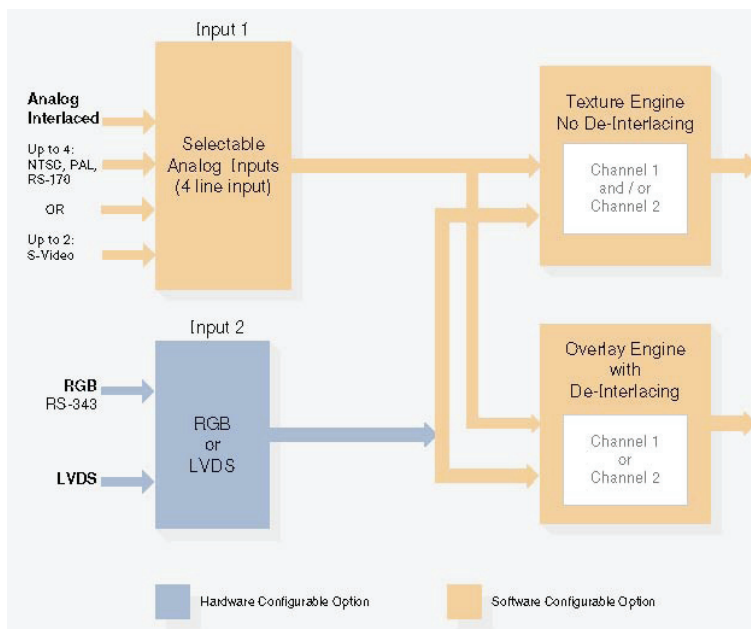 Input 1
Analog
Interlaced
Up to 4:
NTSC, PAL,
RS-170
OR
Up to 2:
S-Video
Selectable
Analog Inputs
(4 line input)
Texture Engine
No De-Interlacing
Channel 1
and / or
Channel 2
Input 2
RGB
RS-343
LVDS
RGB
or
LVDS
Overlay Engine
with
De-Interlacing
Channel 1
or
Channel 2
Hardware Configurable Option
Software Configurable Option